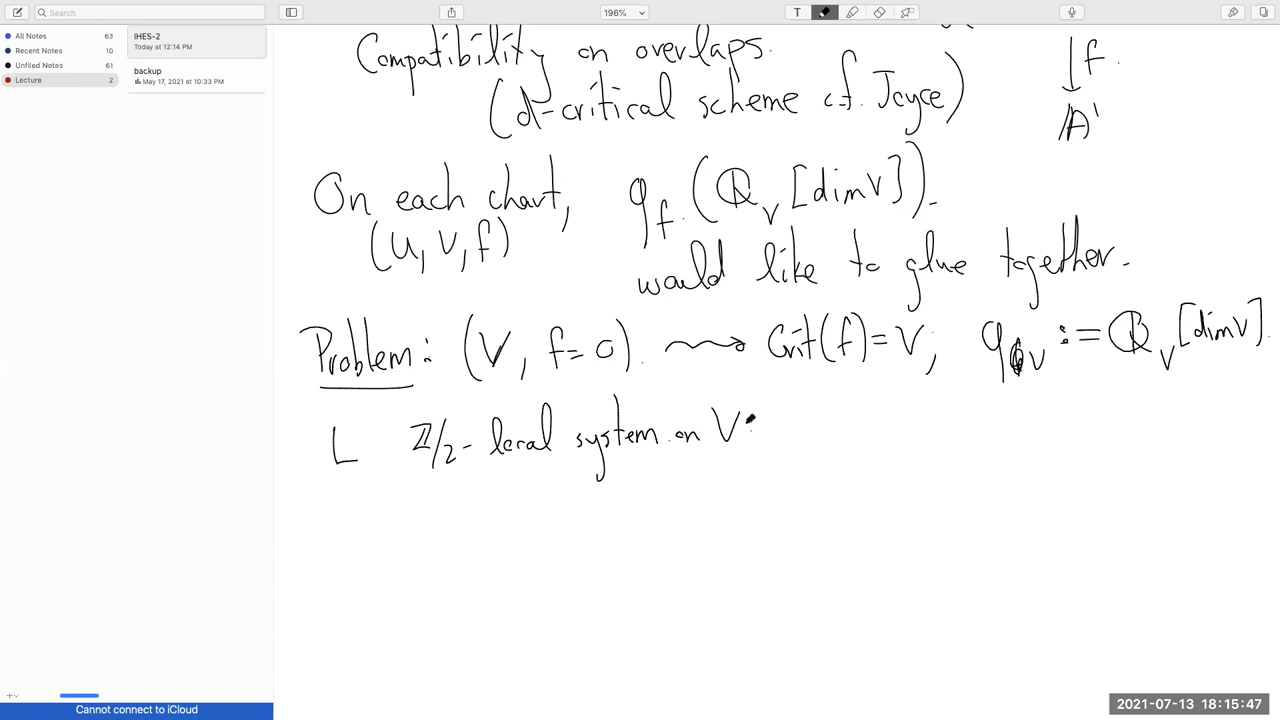 Search
196%
T
All Notes 63
Recent Notes 10
Unfiled Notes 61
Lecture 2
IHES-2
Today at 12:14 PM
backup
May 17, 2021 at 10:33 PM
Compatibility on overlaps.
(d-critical scheme cf. Joyce)
↓ f.
A¹
On each chart, φ_f (ℚ_V [dim V]).
(U, V, f)
would like to glue together.
Problem: (V, f=0). ⇝ Crit(f) = V; φ_V := ℚ_V [dim V].
L ℤ/2-local system on V
Cannot connect to iCloud
2021-07-13 18:15:47